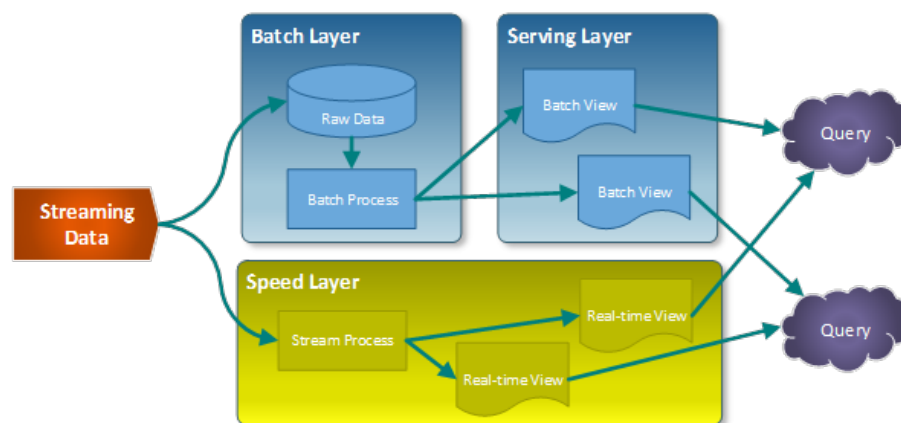 Batch Layer
Serving Layer
Raw Data
Batch View
Query
Batch Process
Batch View
Streaming
Data
Speed Layer
Stream Process
Real-time View
Real-time View
Query